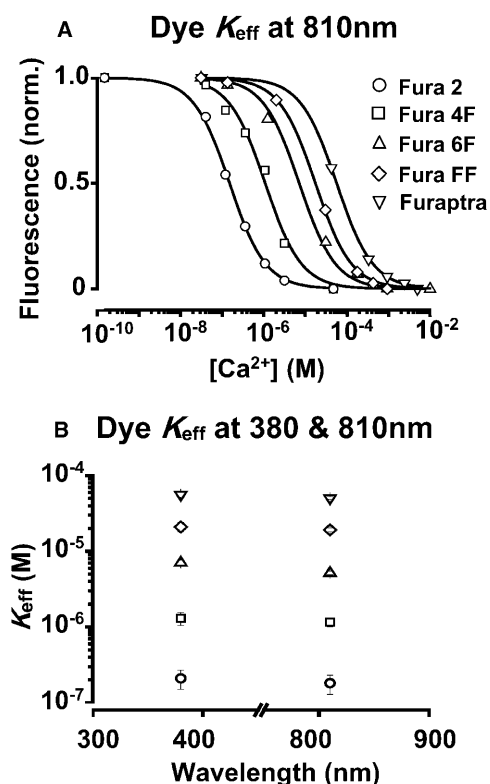 A Dye Keff at 810nm
Fluorescence (norm.)
1.0
0.5
0
Fura 2
Fura 4F
Fura 6F
Fura FF
Furaptra
10-10 10-8 10-6 10-4 10-2
[Ca2+] (M)
B Dye Keff at 380 & 810nm
Keff (M)
10-4
10-5
10-6
10-7
300 400 800 900
Wavelength (nm)